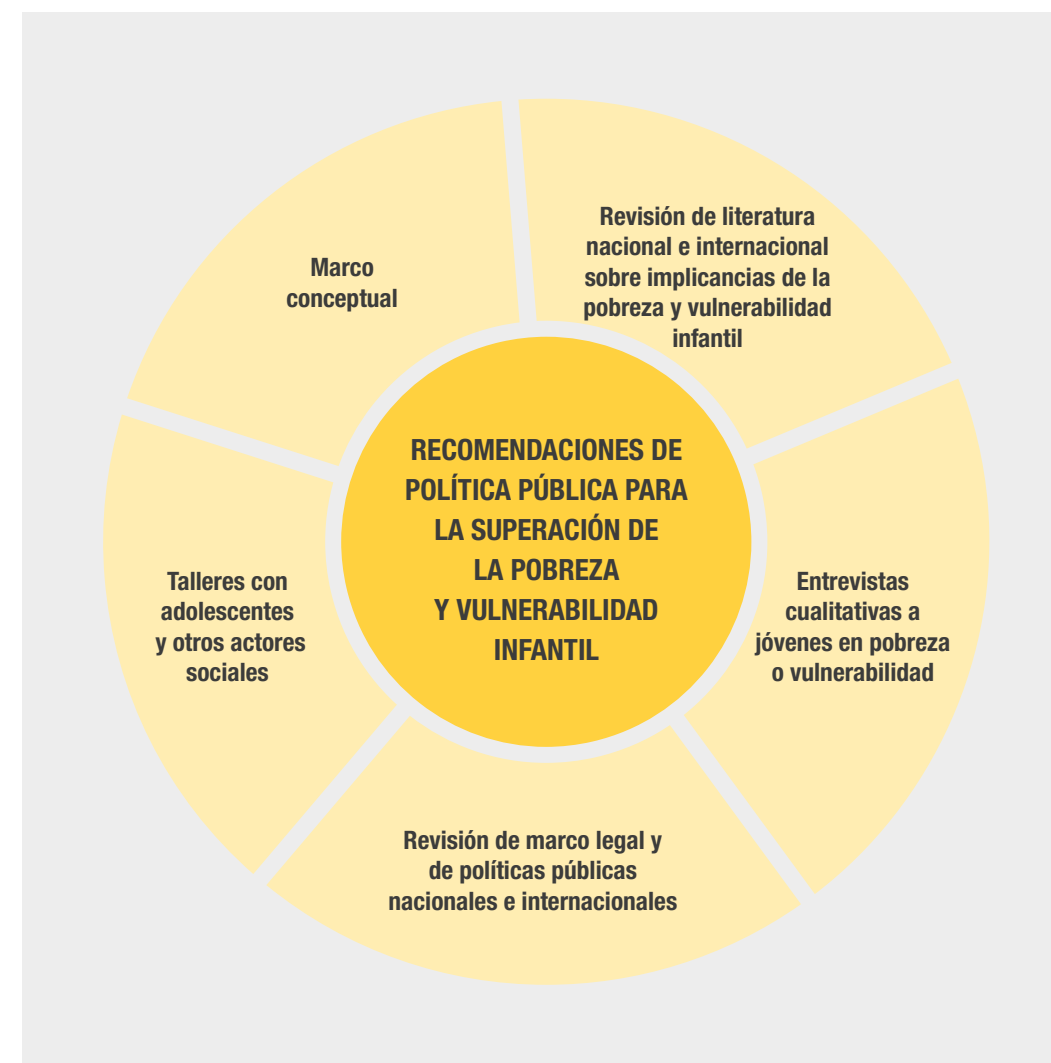 Marco
conceptual
Revisión de literatura
nacional e internacional
sobre implicancias de la
pobreza y vulnerabilidad
infantil
Entrevistas
cualitativas a
jóvenes en pobreza
o vulnerabilidad
Revisión de marco legal y
de políticas públicas
nacionales e internacionales
Talleres con
adolescentes
y otros actores
sociales
RECOMENDACIONES DE
POLÍTICA PÚBLICA PARA
LA SUPERACIÓN DE
LA POBREZA
Y VULNERABILIDAD
INFANTIL